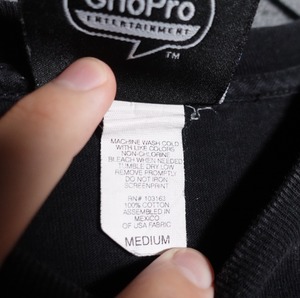 GrioPro
ENTERTAINMENT
TM
MACHINE WASH COLD
WITH LIKE COLORS
NON-CHLORINE
BLEACH WHEN NEEDED
TUMBLE DRY LOW
REMOVE PROMPTLY
DO NOT IRON
SCREENPRINT
RN# 103163
100% COTTON
ASSEMBLED IN
MEXICO
OF USA FABRIC
MEDIUM